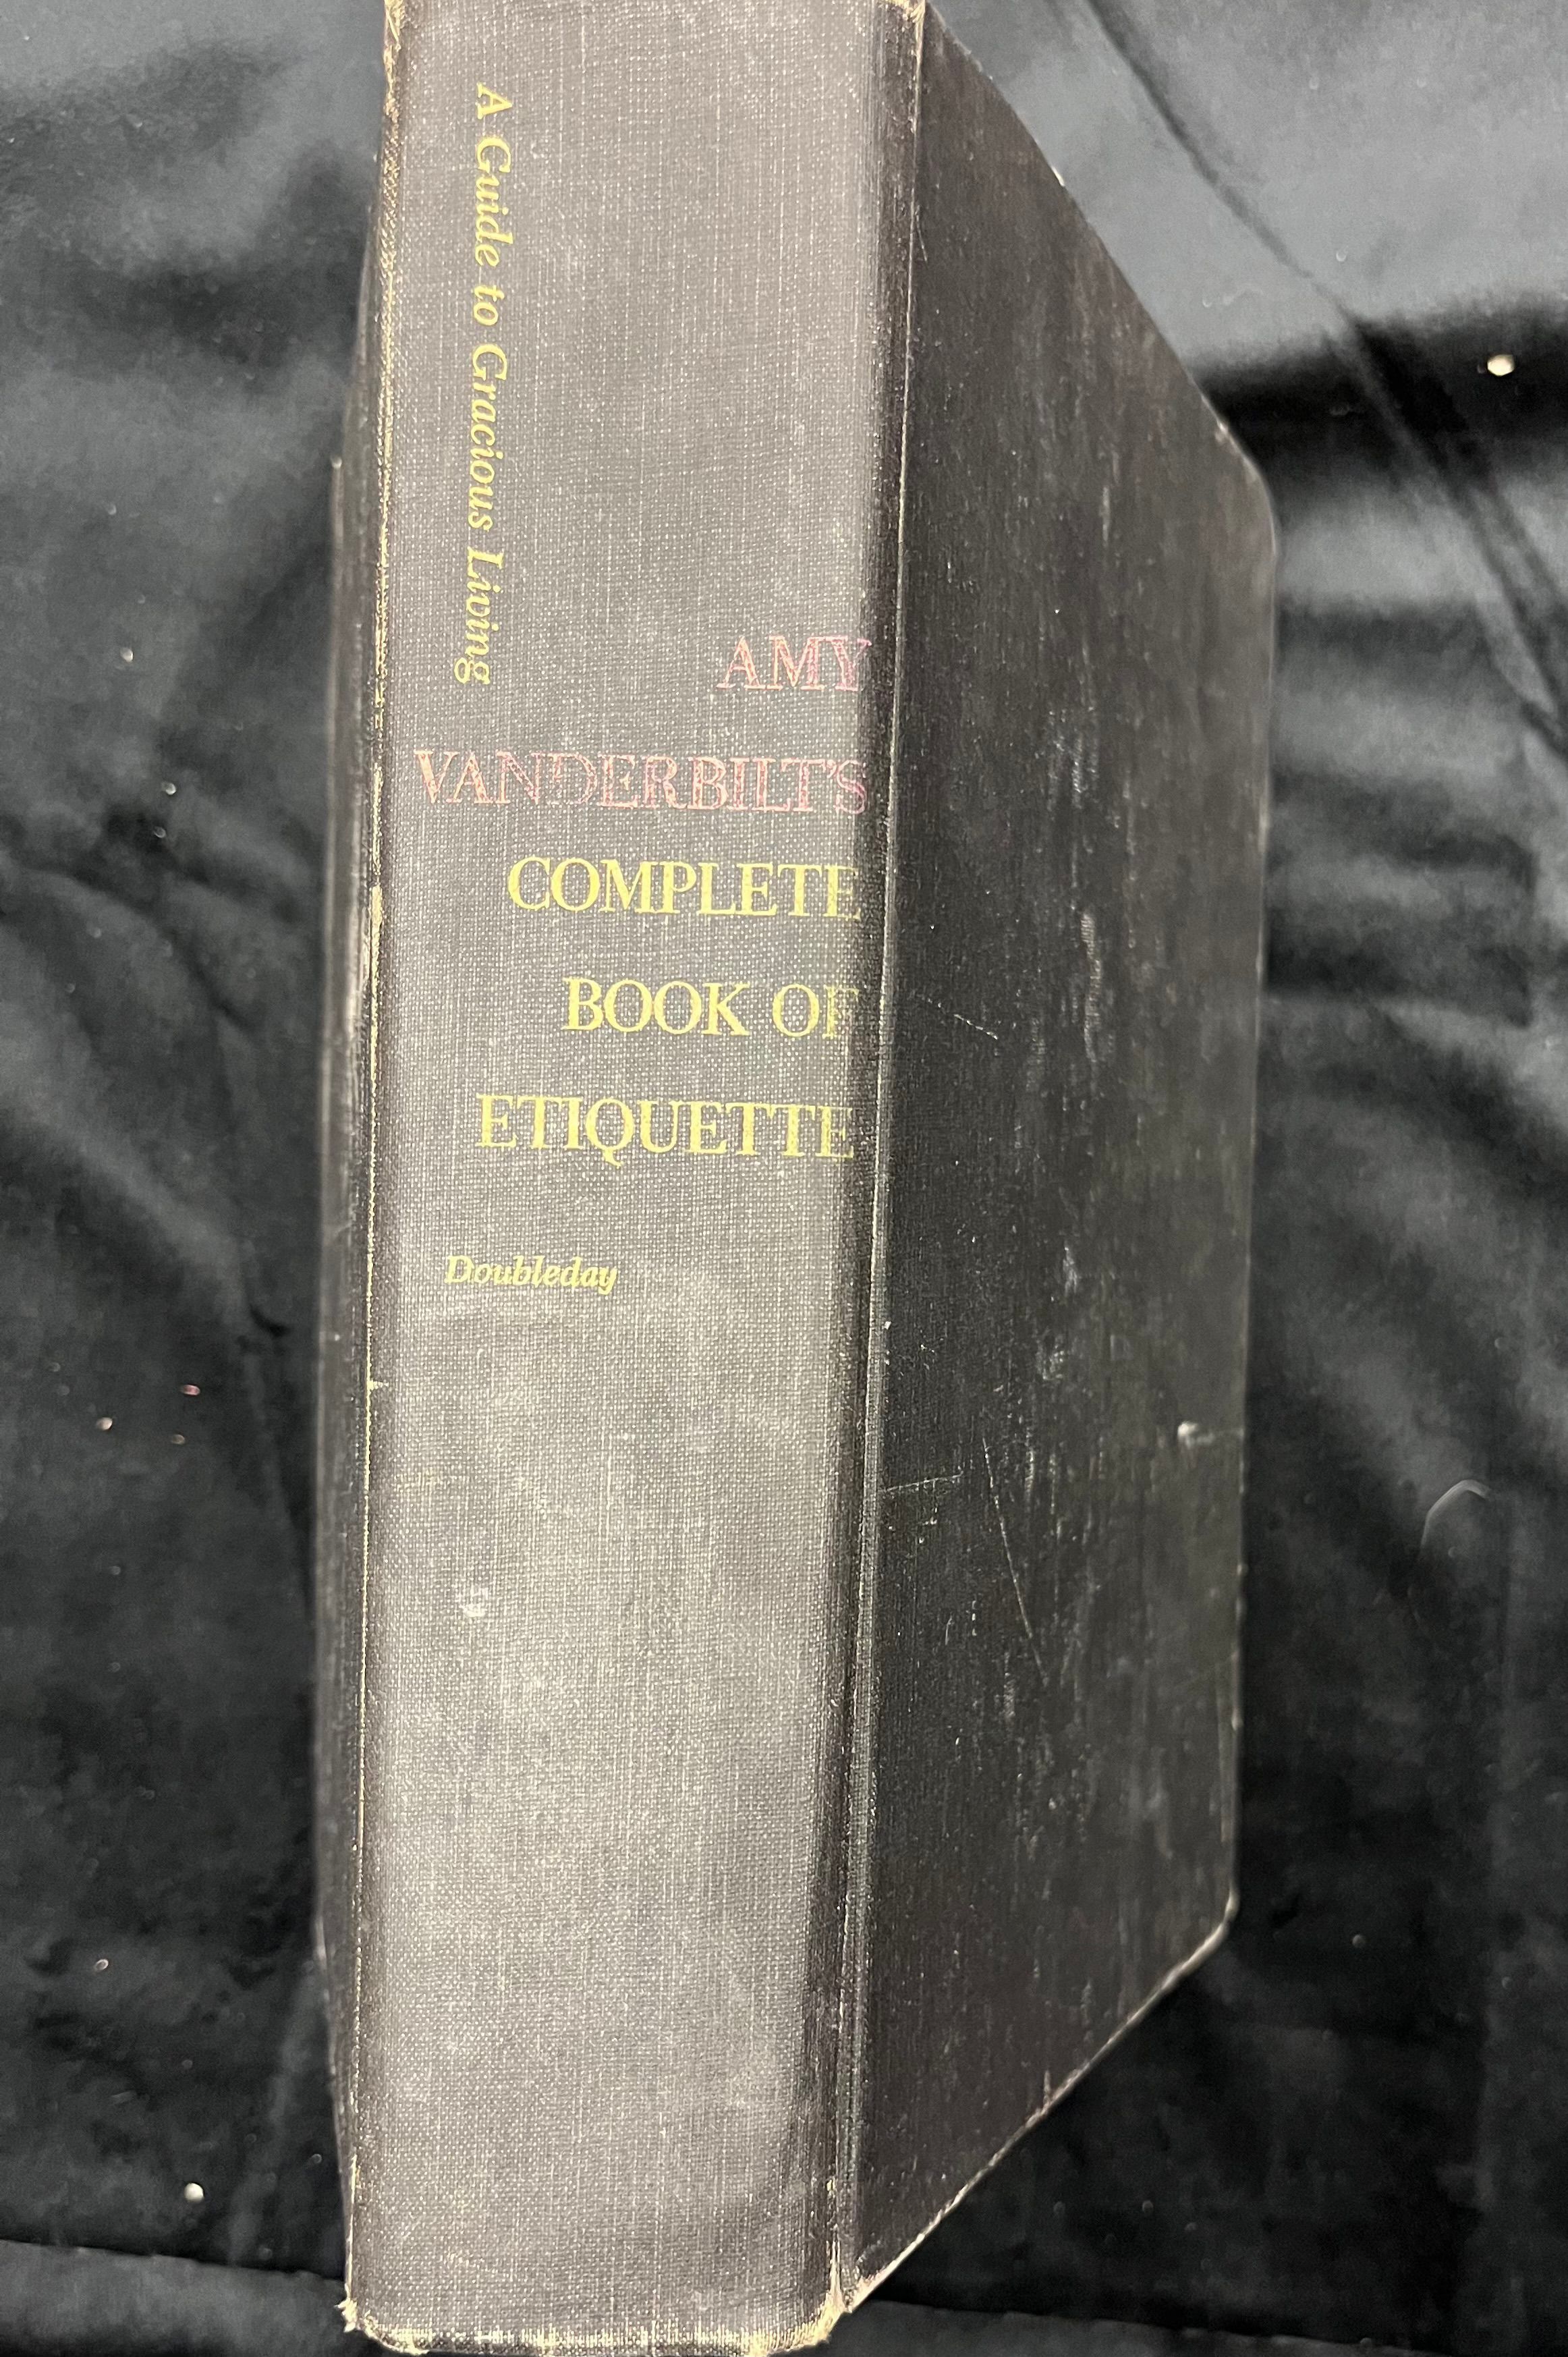 A Guide to Gracious Living
AMY
VANDERBILT'S
COMPLETE
BOOK OF
ETIQUETTE
Doubleday